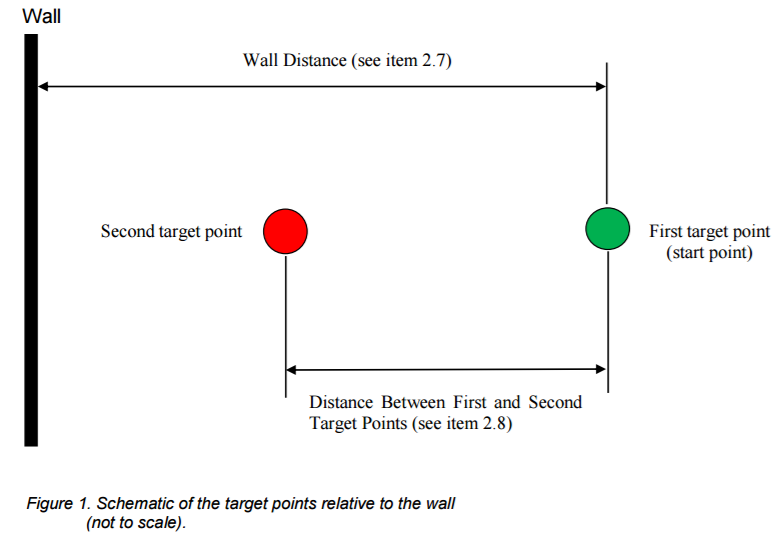 Wall
Wall Distance (see item 2.7)
Second target point
First target point
(start point)
Distance Between First and Second
Target Points (see item 2.8)
Figure 1. Schematic of the target points relative to the wall
(not to scale).